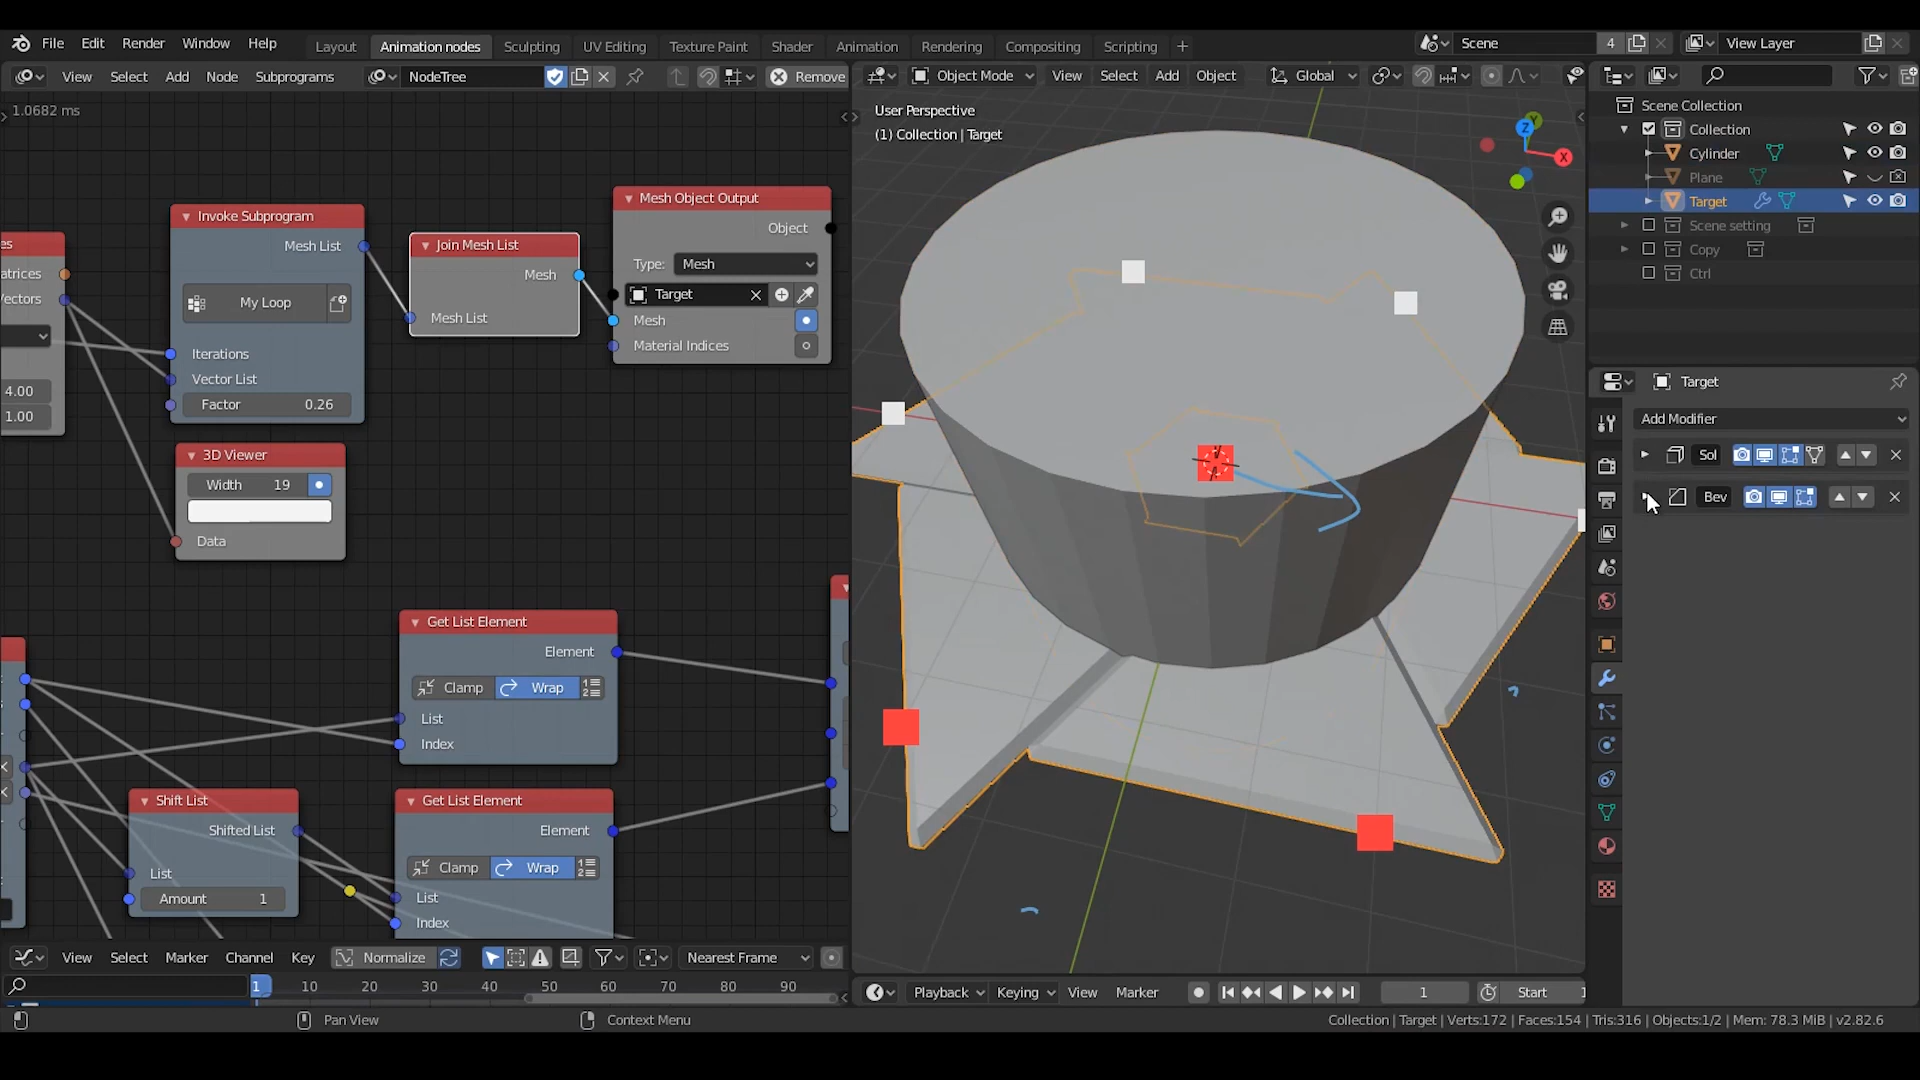 File Edit Render Window Help Layout Animation nodes Sculpting UV Editing Texture Paint Shader Animation Rendering Compositing Scripting Scene 4 View Layer
View Select Add Node Subprograms NodeTree Remove
Object Mode View Select Add Object Global
1.0682 ms
User Perspective
(1) Collection | Target
Z Y X
Scene Collection
Collection
Cylinder
Plane
Target
Scene setting
Copy
Ctrl
4.00
1.00
Invoke Subprogram
Mesh List
My Loop
Iterations
Vector List
Factor 0.26
Join Mesh List
Mesh
Mesh List
Mesh Object Output
Object
Type: Mesh
Target
Mesh
Material Indices
3D Viewer
Width 19
Data
Get List Element
Element
Clamp Wrap
List
Index
Shift List
Shifted List
List
Amount 1
Get List Element
Element
Clamp Wrap
List
Index
Target
Add Modifier
Sol
Bev
View Select Marker Channel Key Normalize Nearest Frame
1 10 20 30 40 50 60 70 80 90
Playback Keying View Marker 1 Start
Pan View Context Menu
Collection | Target | Verts:172 | Faces:154 | Tris:316 | Objects:1/2 | Mem: 78.3 MiB | v2.82.6